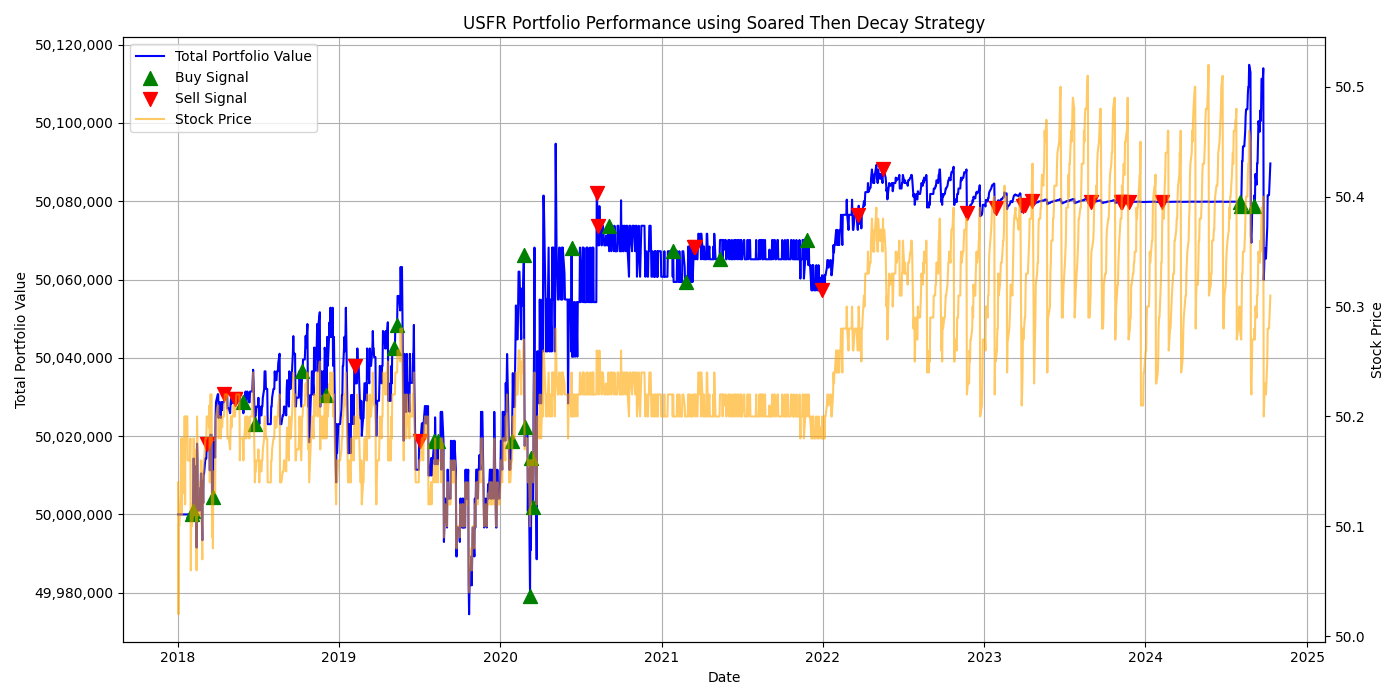 USFR Portfolio Performance using Soared Then Decay Strategy
Total Portfolio Value
Buy Signal
Sell Signal
Stock Price
50,120,000
50,100,000
50,080,000
50,060,000
50,040,000
50,020,000
50,000,000
49,980,000
Total Portfolio Value
50.5
50.4
50.3
50.2
50.1
50.0
Stock Price
2018
2019
2020
2021
2022
2023
2024
2025
Date